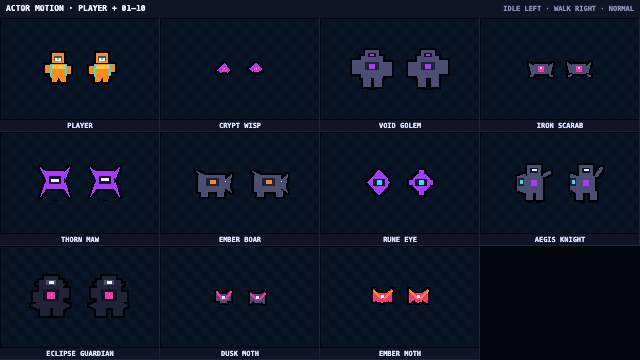 ACTOR MOTION · PLAYER + 01–10
IDLE LEFT · WALK RIGHT · NORMAL
PLAYER
CRYPT WISP
VOID GOLEM
IRON SCARAB
THORN MAW
EMBER BOAR
RUNE EYE
AEGIS KNIGHT
ECLIPSE GUARDIAN
DUSK MOTH
EMBER MOTH